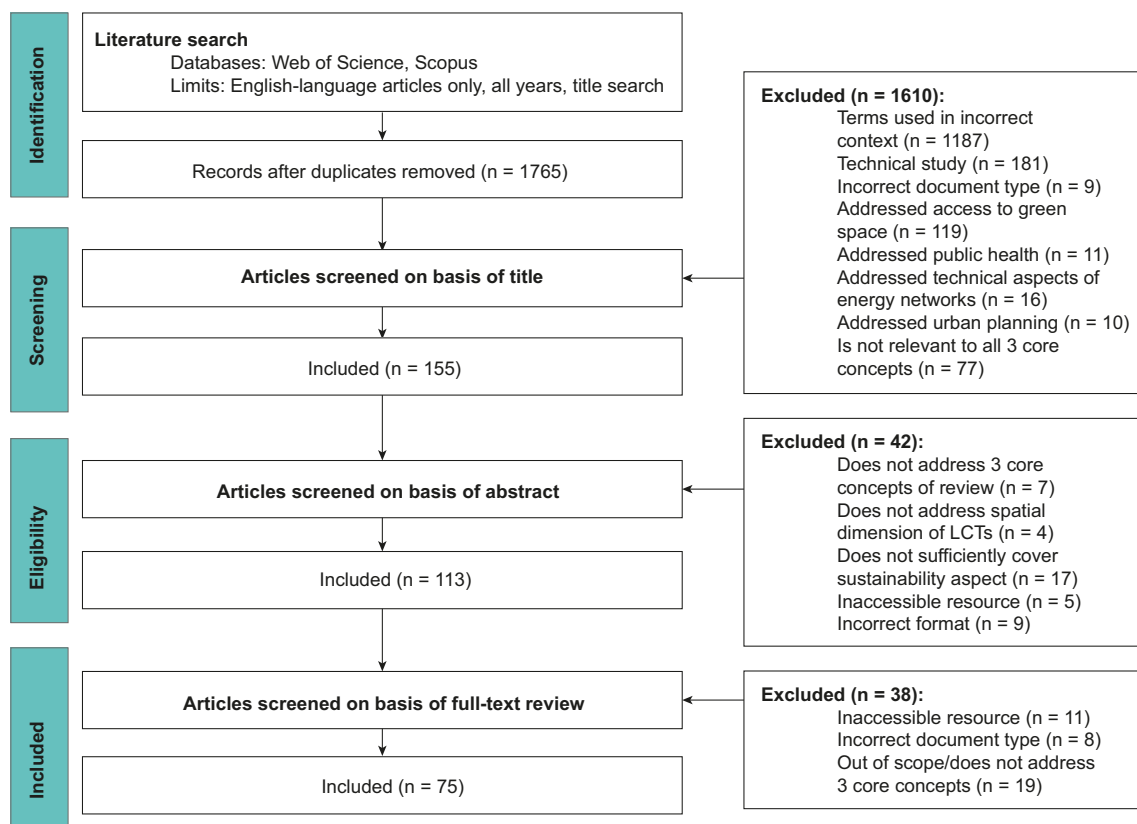 Identification
Literature search
Databases: Web of Science, Scopus
Limits: English-language articles only, all years, title search
Records after duplicates removed (n = 1765)
Screening
Articles screened on basis of title
Included (n = 155)
Excluded (n = 1610):
Terms used in incorrect
context (n = 1187)
Technical study (n = 181)
Incorrect document type (n = 9)
Addressed access to green
space (n = 119)
Addressed public health (n = 11)
Addressed technical aspects of
energy networks (n = 16)
Addressed urban planning (n = 10)
Is not relevant to all 3 core
concepts (n = 77)
Eligibility
Articles screened on basis of abstract
Included (n = 113)
Excluded (n = 42):
Does not address 3 core
concepts of review (n = 7)
Does not address spatial
dimension of LCTs (n = 4)
Does not sufficiently cover
sustainability aspect (n = 17)
Inaccessible resource (n = 5)
Incorrect format (n = 9)
Included
Articles screened on basis of full-text review
Included (n = 75)
Excluded (n = 38):
Inaccessible resource (n = 11)
Incorrect document type (n = 8)
Out of scope/does not address
3 core concepts (n = 19)